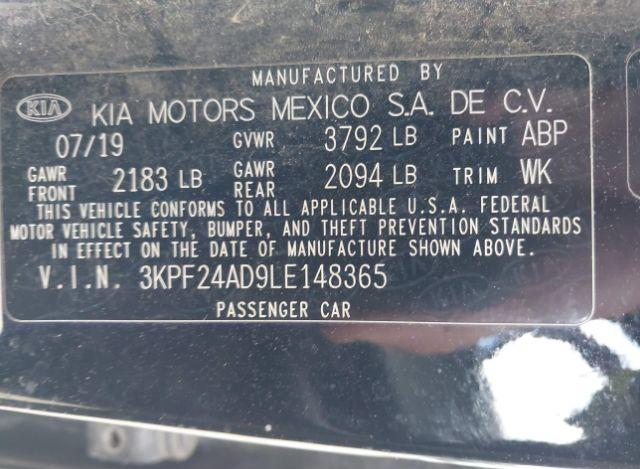 MANUFACTURED BY
KIA KIA MOTORS MEXICO S.A. DE C.V.
07/19 GVWR 3792 LB PAINT ABP
GAWR FRONT 2183 LB GAWR REAR 2094 LB TRIM WK
THIS VEHICLE CONFORMS TO ALL APPLICABLE U.S.A. FEDERAL
MOTOR VEHICLE SAFETY, BUMPER, AND THEFT PREVENTION STANDARDS
IN EFFECT ON THE DATE OF MANUFACTURE SHOWN ABOVE.
V.I.N. 3KPF24AD9LE148365
PASSENGER CAR